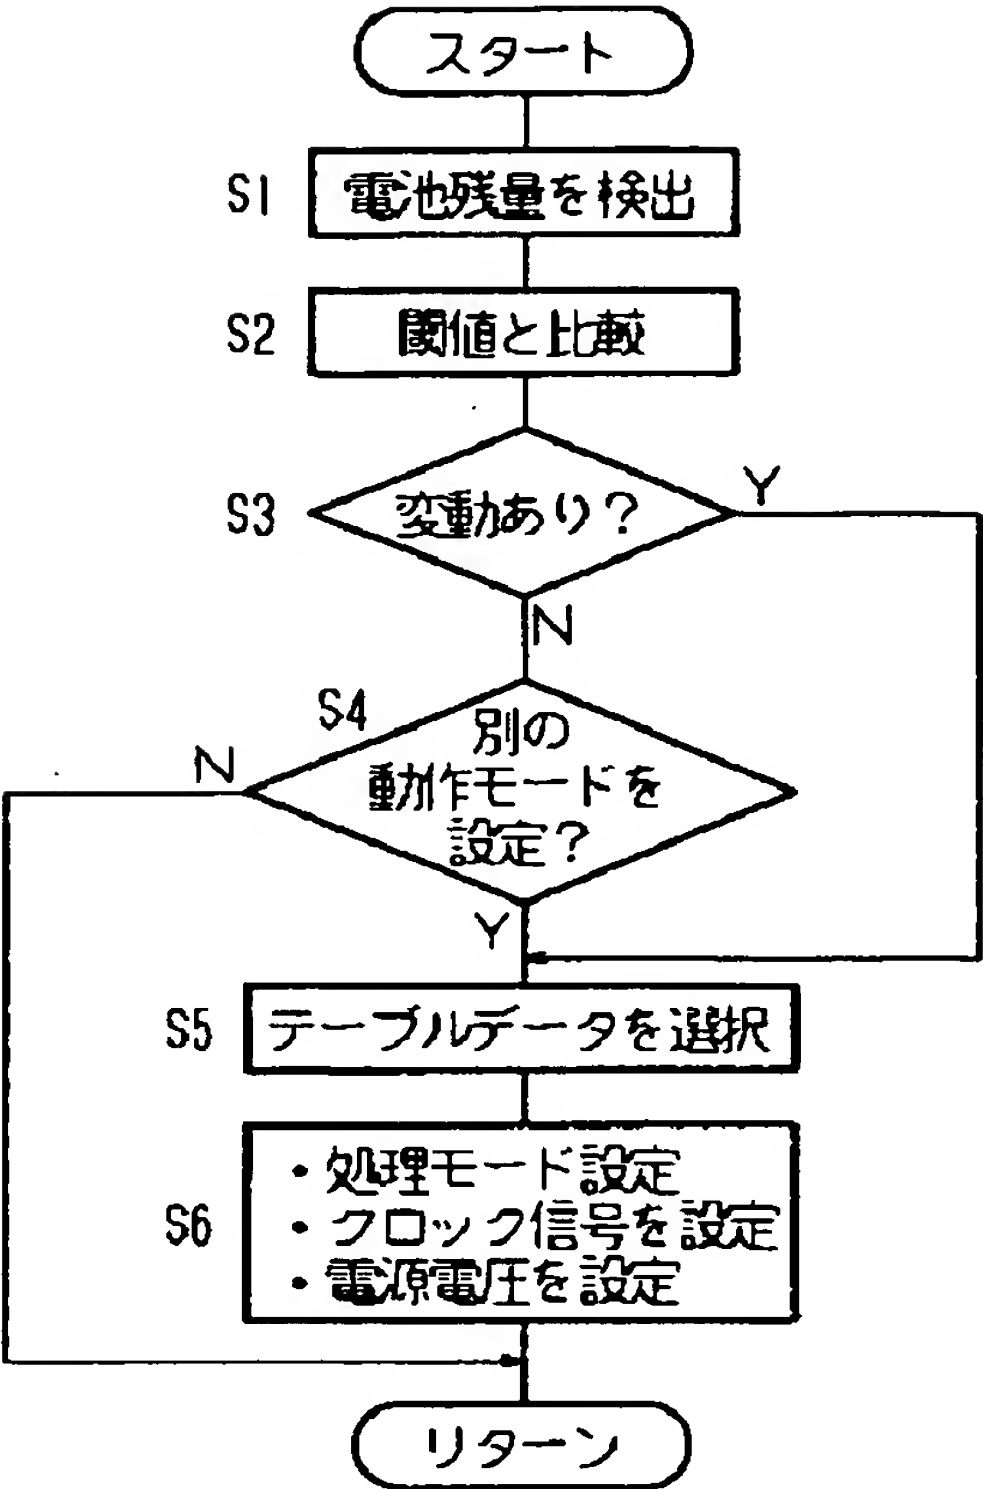 スタート
S1
電池残量を検出
S2
閾値と比較
S3
変動あり?
Y
N
S4
別の
動作モードを
設定?
N
Y
S5
テーブルデータを選択
S6
・処理モード設定
・クロック信号を設定
・電源電圧を設定
リターン